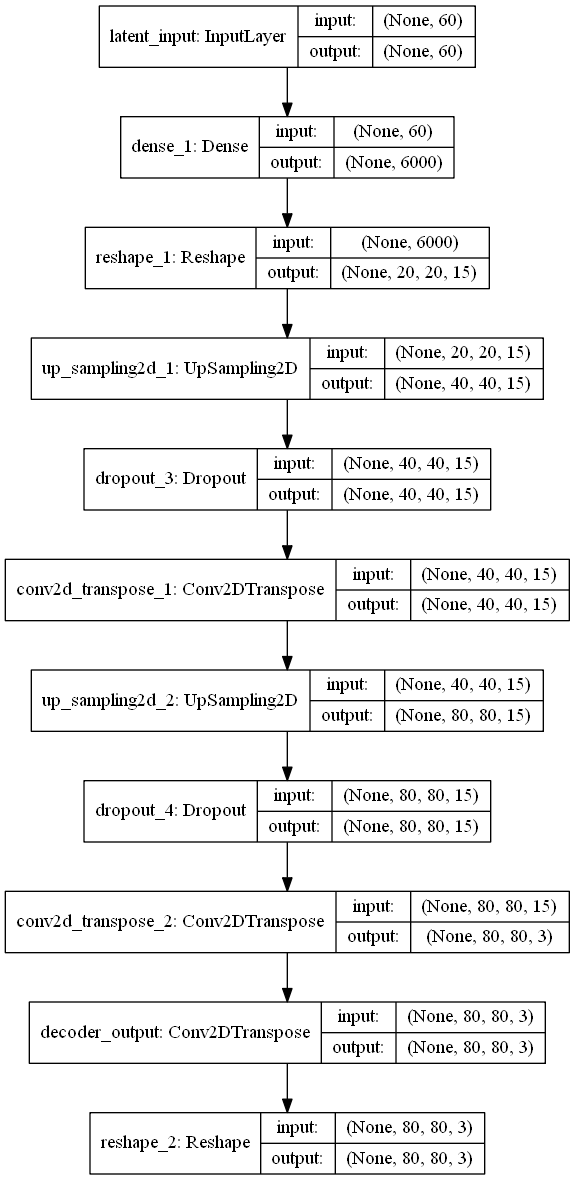 latent_input: InputLayer
input: (None, 60)
output: (None, 60)
dense_1: Dense
input: (None, 60)
output: (None, 6000)
reshape_1: Reshape
input: (None, 6000)
output: (None, 20, 20, 15)
up_sampling2d_1: UpSampling2D
input: (None, 20, 20, 15)
output: (None, 40, 40, 15)
dropout_3: Dropout
input: (None, 40, 40, 15)
output: (None, 40, 40, 15)
conv2d_transpose_1: Conv2DTranspose
input: (None, 40, 40, 15)
output: (None, 40, 40, 15)
up_sampling2d_2: UpSampling2D
input: (None, 40, 40, 15)
output: (None, 80, 80, 15)
dropout_4: Dropout
input: (None, 80, 80, 15)
output: (None, 80, 80, 15)
conv2d_transpose_2: Conv2DTranspose
input: (None, 80, 80, 15)
output: (None, 80, 80, 3)
decoder_output: Conv2DTranspose
input: (None, 80, 80, 3)
output: (None, 80, 80, 3)
reshape_2: Reshape
input: (None, 80, 80, 3)
output: (None, 80, 80, 3)